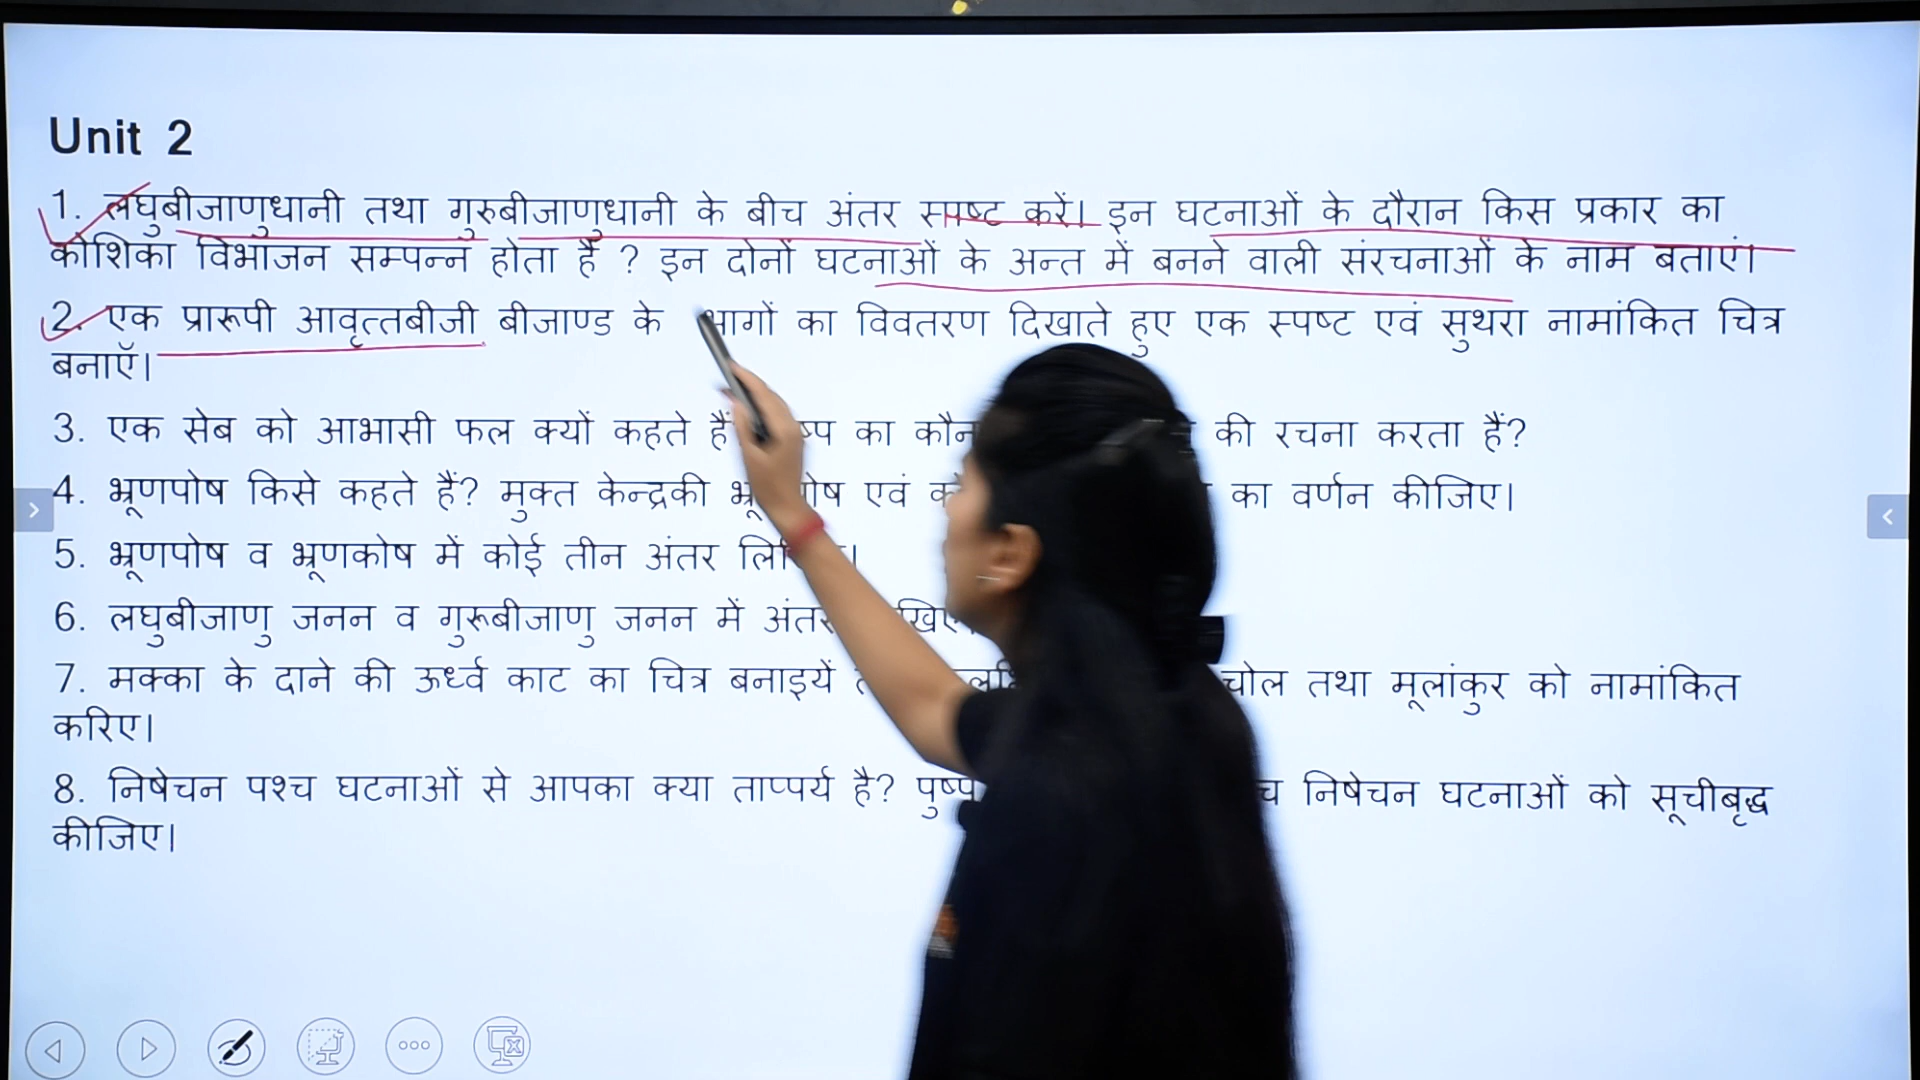 Unit 2
1. लघुबीजाणुधानी तथा गुरुबीजाणुधानी के बीच अंतर स्पष्ट करें। इन घटनाओं के दौरान किस प्रकार का
कोशिका विभाजन सम्पन्न होता है ? इन दोनों घटनाओं के अन्त में बनने वाली संरचनाओं के नाम बताएं।
2. एक प्रारूपी आवृत्तबीजी बीजाण्ड के भागों का विवतरण दिखाते हुए एक स्पष्ट एवं सुथरा नामांकित चित्र
बनाएँ।
3. एक सेब को आभासी फल क्यों कहते हैं का कौन की रचना करता हैं?
4. भ्रूणपोष किसे कहते हैं? मुक्त केन्द्रकी एवं का वर्णन कीजिए।
5. भ्रूणपोष व भ्रूणकोष में कोई तीन अंतर
6. लघुबीजाणु जनन व गुरूबीजाणु जनन में अंतर
7. मक्का के दाने की ऊर्ध्व काट का चित्र बनाइयें चोल तथा मूलांकुर को नामांकित
करिए।
8. निषेचन पश्च घटनाओं से आपका क्या ताप्पर्य है? निषेचन घटनाओं को सूचीबृद्ध
कीजिए।